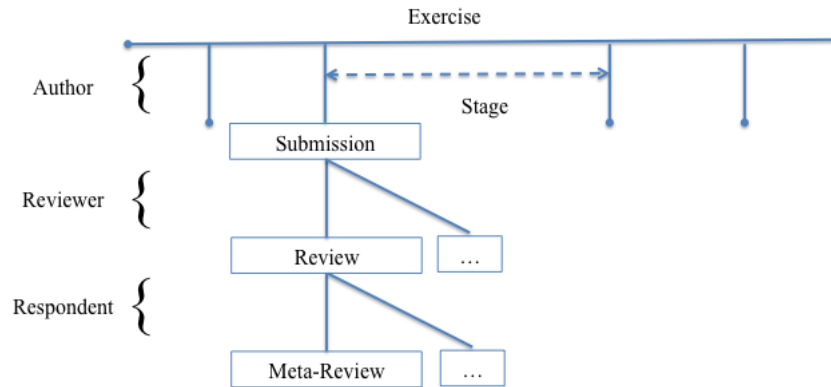 Exercise
Author
Stage
Submission
Reviewer
Review
…
Respondent
Meta-Review
…